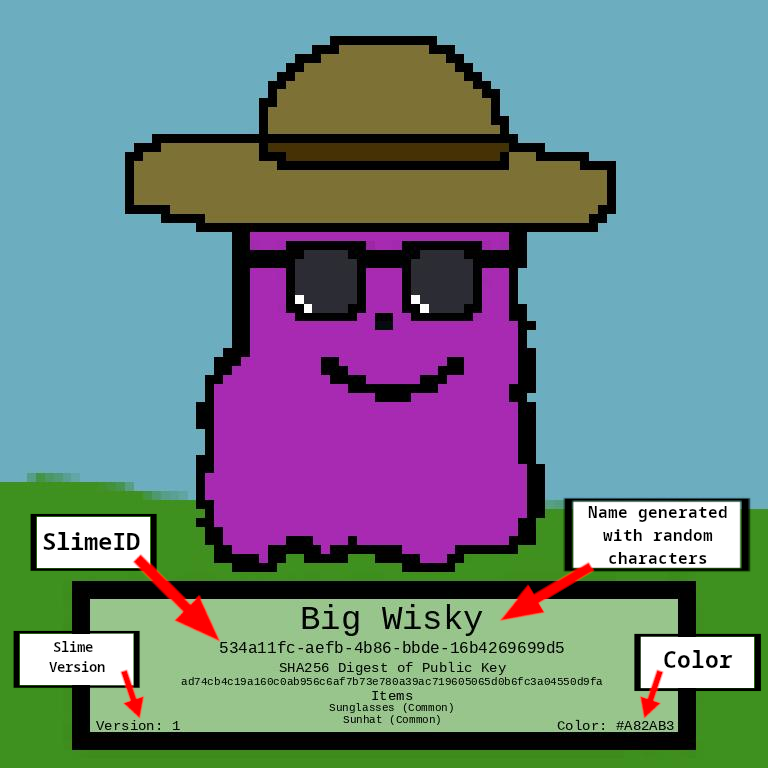 SlimeID
Name generated
with random
characters
Big Wisky
534a11fc-aefb-4b86-bbde-16b4269699d5
Slime
Version
SHA256 Digest of Public Key
Color
ad74cb4c19a160c0ab956c6af7b73e780a39ac719605065d0b6fc3a04550d9fa
Items
Sunglasses (Common)
Sunhat (Common)
Version: 1
Color: #A82AB3